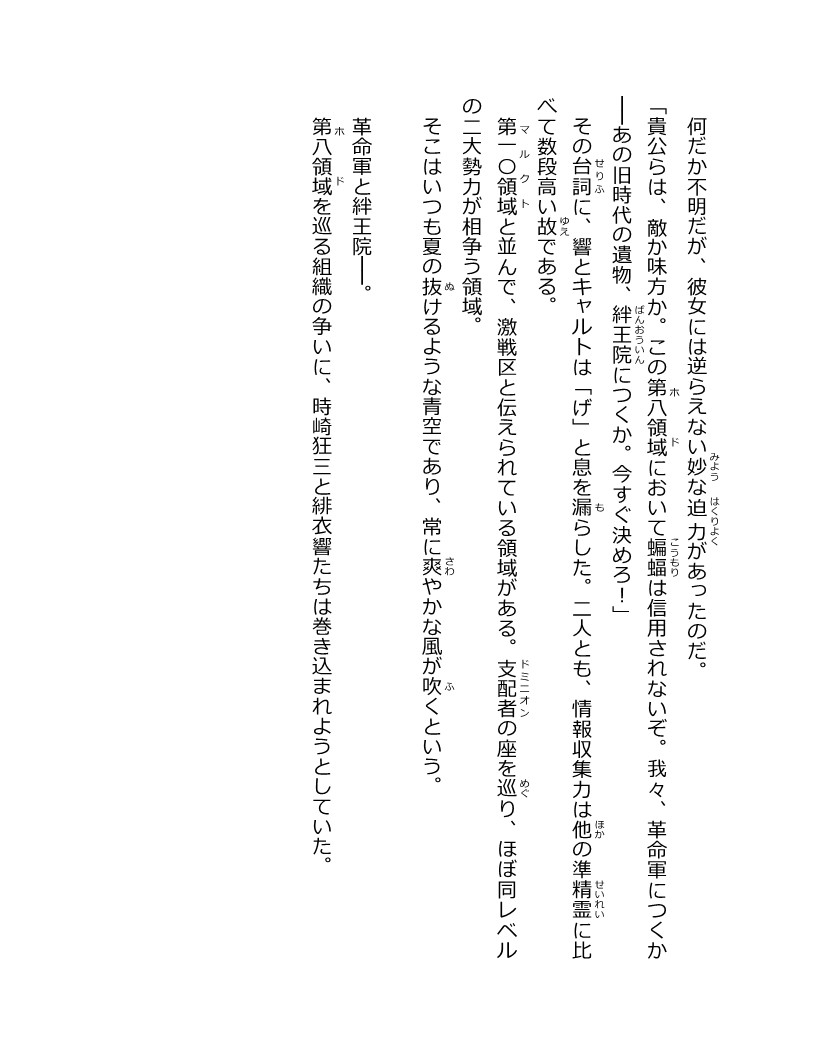 何だか不明だが、彼女には逆らえない妙な迫力があったのだ。
「貴公らは、敵か味方か。この第八領域において蝙蝠は信用されないぞ。我々、革命軍につくか
――あの旧時代の遺物、絆王院につくか。今すぐ決めろ！」
その台詞に、響とキャルトは「げ」と息を漏らした。二人とも、情報収集力は他の準精霊に比
べて数段高い故である。
第一〇領域と並んで、激戦区と伝えられている領域がある。支配者の座を巡り、ほぼ同レベル
の二大勢力が相争う領域。
そこはいつも夏の抜けるような青空であり、常に爽やかな風が吹くという。
革命軍と絆王院――。
第八領域を巡る組織の争いに、時崎狂三と緋衣響たちは巻き込まれようとしていた。